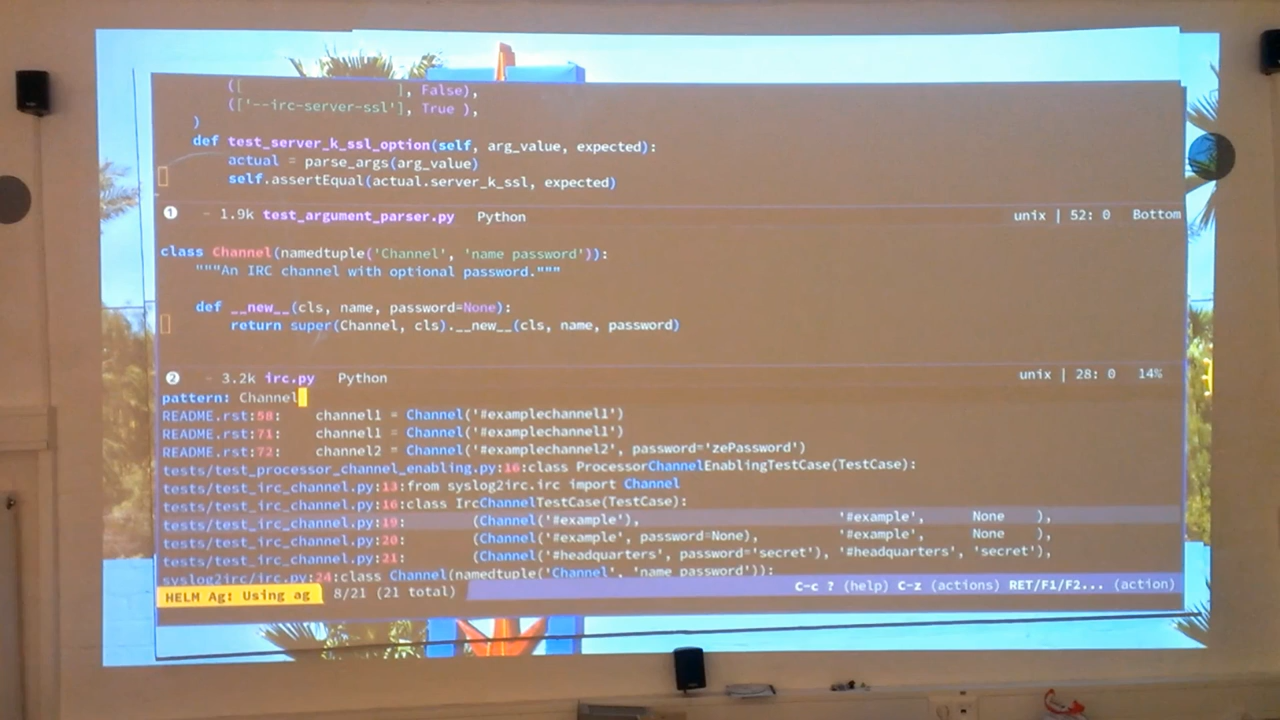 ([                    ], False),
(['--irc-server-ssl'], True ),
)
def test_server_k_ssl_option(self, arg_value, expected):
actual = parse_args(arg_value)
self.assertEqual(actual.server_k_ssl, expected)
1 - 1.9k test_argument_parser.py Python unix | 52: 0 Bottom
class Channel(namedtuple('Channel', 'name password')):
"""An IRC channel with optional password."""
def __new__(cls, name, password=None):
return super(Channel, cls).__new__(cls, name, password)
2 - 3.2k irc.py Python unix | 28: 0 14%
pattern: Channel
README.rst:58: channel1 = Channel('#examplechannel1')
README.rst:71: channel1 = Channel('#examplechannel1')
README.rst:72: channel2 = Channel('#examplechannel2', password='zePassword')
tests/test_processor_channel_enabling.py:16:class ProcessorChannelEnablingTestCase(TestCase):
tests/test_irc_channel.py:13:from syslog2irc.irc import Channel
tests/test_irc_channel.py:16:class IrcChannelTestCase(TestCase):
tests/test_irc_channel.py:19: (Channel('#example'), '#example', None ),
tests/test_irc_channel.py:20: (Channel('#example', password=None), '#example', None ),
tests/test_irc_channel.py:21: (Channel('#headquarters', password='secret'), '#headquarters', 'secret'),
syslog2irc/irc.py:24:class Channel(namedtuple('Channel', 'name password')):
HELM Ag: Using ag 8/21 (21 total) C-c ? (help) C-z (actions) RET/F1/F2... (action)